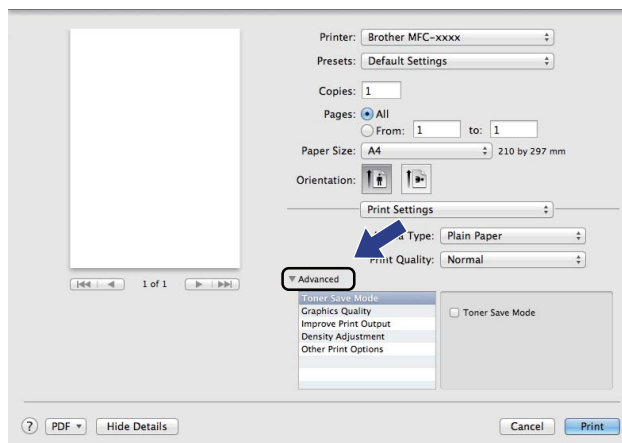 Printer: Brother MFC-xxxx
Presets: Default Settings
Copies: 1
Pages: All
From: 1 to: 1
Paper Size: A4 210 by 297 mm
Orientation:
Print Settings
a Type: Plain Paper
Print Quality: Normal
1 of 1
Advanced
Toner Save Mode
Graphics Quality
Improve Print Output
Density Adjustment
Other Print Options
Toner Save Mode
? PDF Hide Details Cancel Print